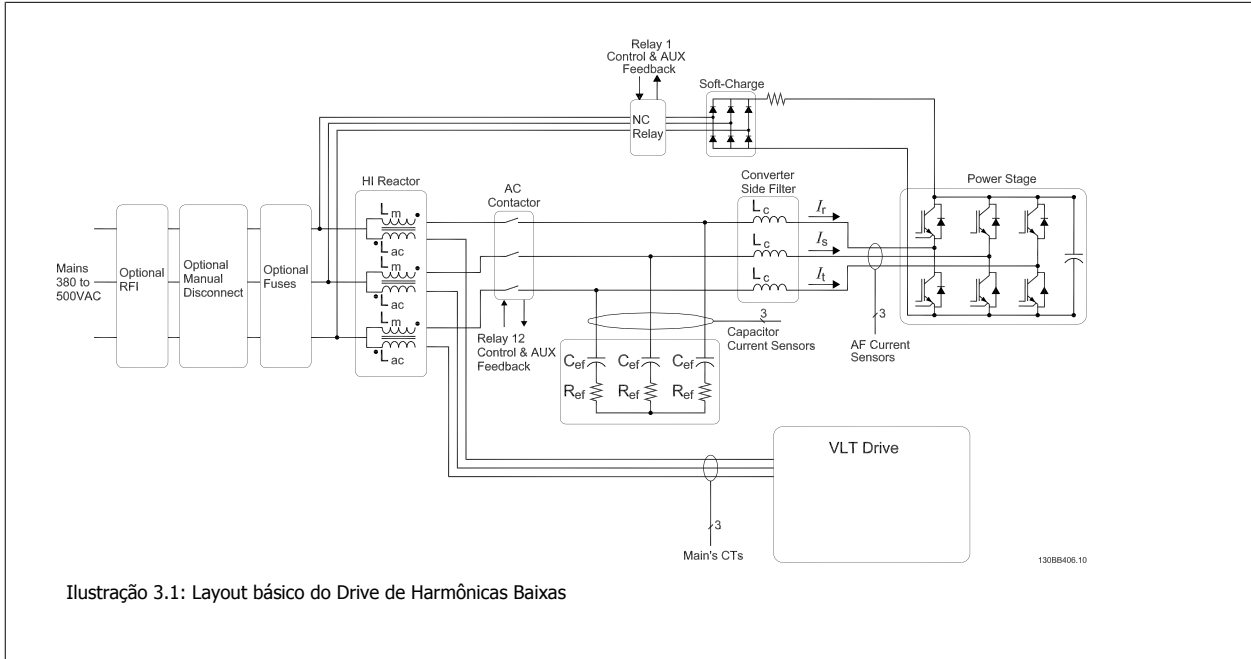 Relay 1
Control & AUX
Feedback
Soft-Charge
NC
Relay
HI Reactor
AC
Contactor
Converter
Side Filter
Power Stage
Lm
Lac
Lm
Lac
Lm
Lac
Lc
Ir
Lc
Is
Lc
It
Mains
380 to
500VAC
Optional
RFI
Optional
Manual
Disconnect
Optional
Fuses
Relay 12
Control & AUX
Feedback
3
Capacitor
Current Sensors
3
AF Current
Sensors
Cef Cef Cef
Ref Ref Ref
VLT Drive
3
Main's CTs
130BB406.10
Ilustração 3.1: Layout básico do Drive de Harmônicas Baixas